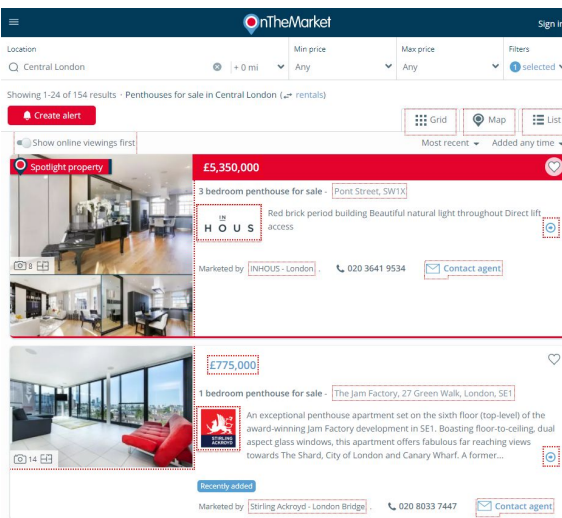 OnTheMarket
Sign in
Location
Min price
Max price
Filters
Central London
+ 0 mi
Any
Any
1 selected
Showing 1-24 of 154 results · Penthouses for sale in Central London ( rentals)
Create alert
Grid
Map
List
Show online viewings first
Most recent
Added any time
Spotlight property
£5,350,000
3 bedroom penthouse for sale - Pont Street, SW1X
IN
HOUS
Red brick period building Beautiful natural light throughout Direct lift
access
8
Marketed by INHOUS - London .
020 3641 9534
Contact agent
£775,000
1 bedroom penthouse for sale - The Jam Factory, 27 Green Walk, London, SE1
STIRLING
ACKROYD
An exceptional penthouse apartment set on the sixth floor (top-level) of the
award-winning Jam Factory development in SE1. Boasting floor-to-ceiling, dual
aspect glass windows, this apartment offers fabulous far reaching views
towards The Shard, City of London and Canary Wharf. A former...
14
Recently added
Marketed by Stirling Ackroyd - London Bridge .
020 8033 7447
Contact agent